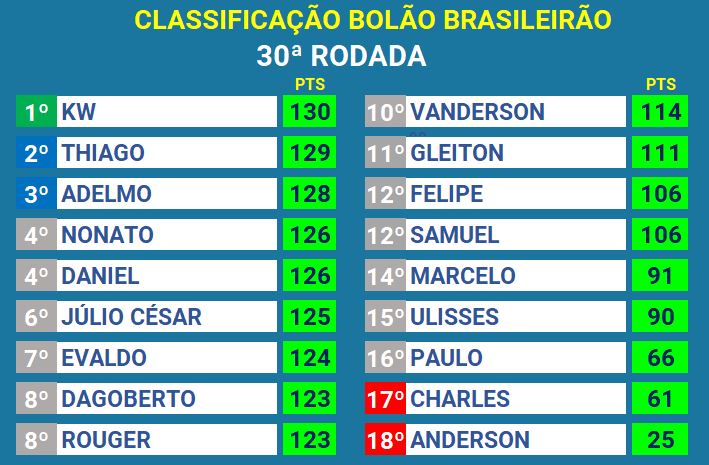 CLASSIFICAÇÃO BOLÃO BRASILEIRÃO
30ª RODADA
PTS
1º KW 130
2º THIAGO 129
3º ADELMO 128
4º NONATO 126
4º DANIEL 126
6º JÚLIO CÉSAR 125
7º EVALDO 124
8º DAGOBERTO 123
8º ROUGER 123
PTS
10º VANDERSON 114
11º GLEITON 111
12º FELIPE 106
12º SAMUEL 106
14º MARCELO 91
15º ULISSES 90
16º PAULO 66
17º CHARLES 61
18º ANDERSON 25